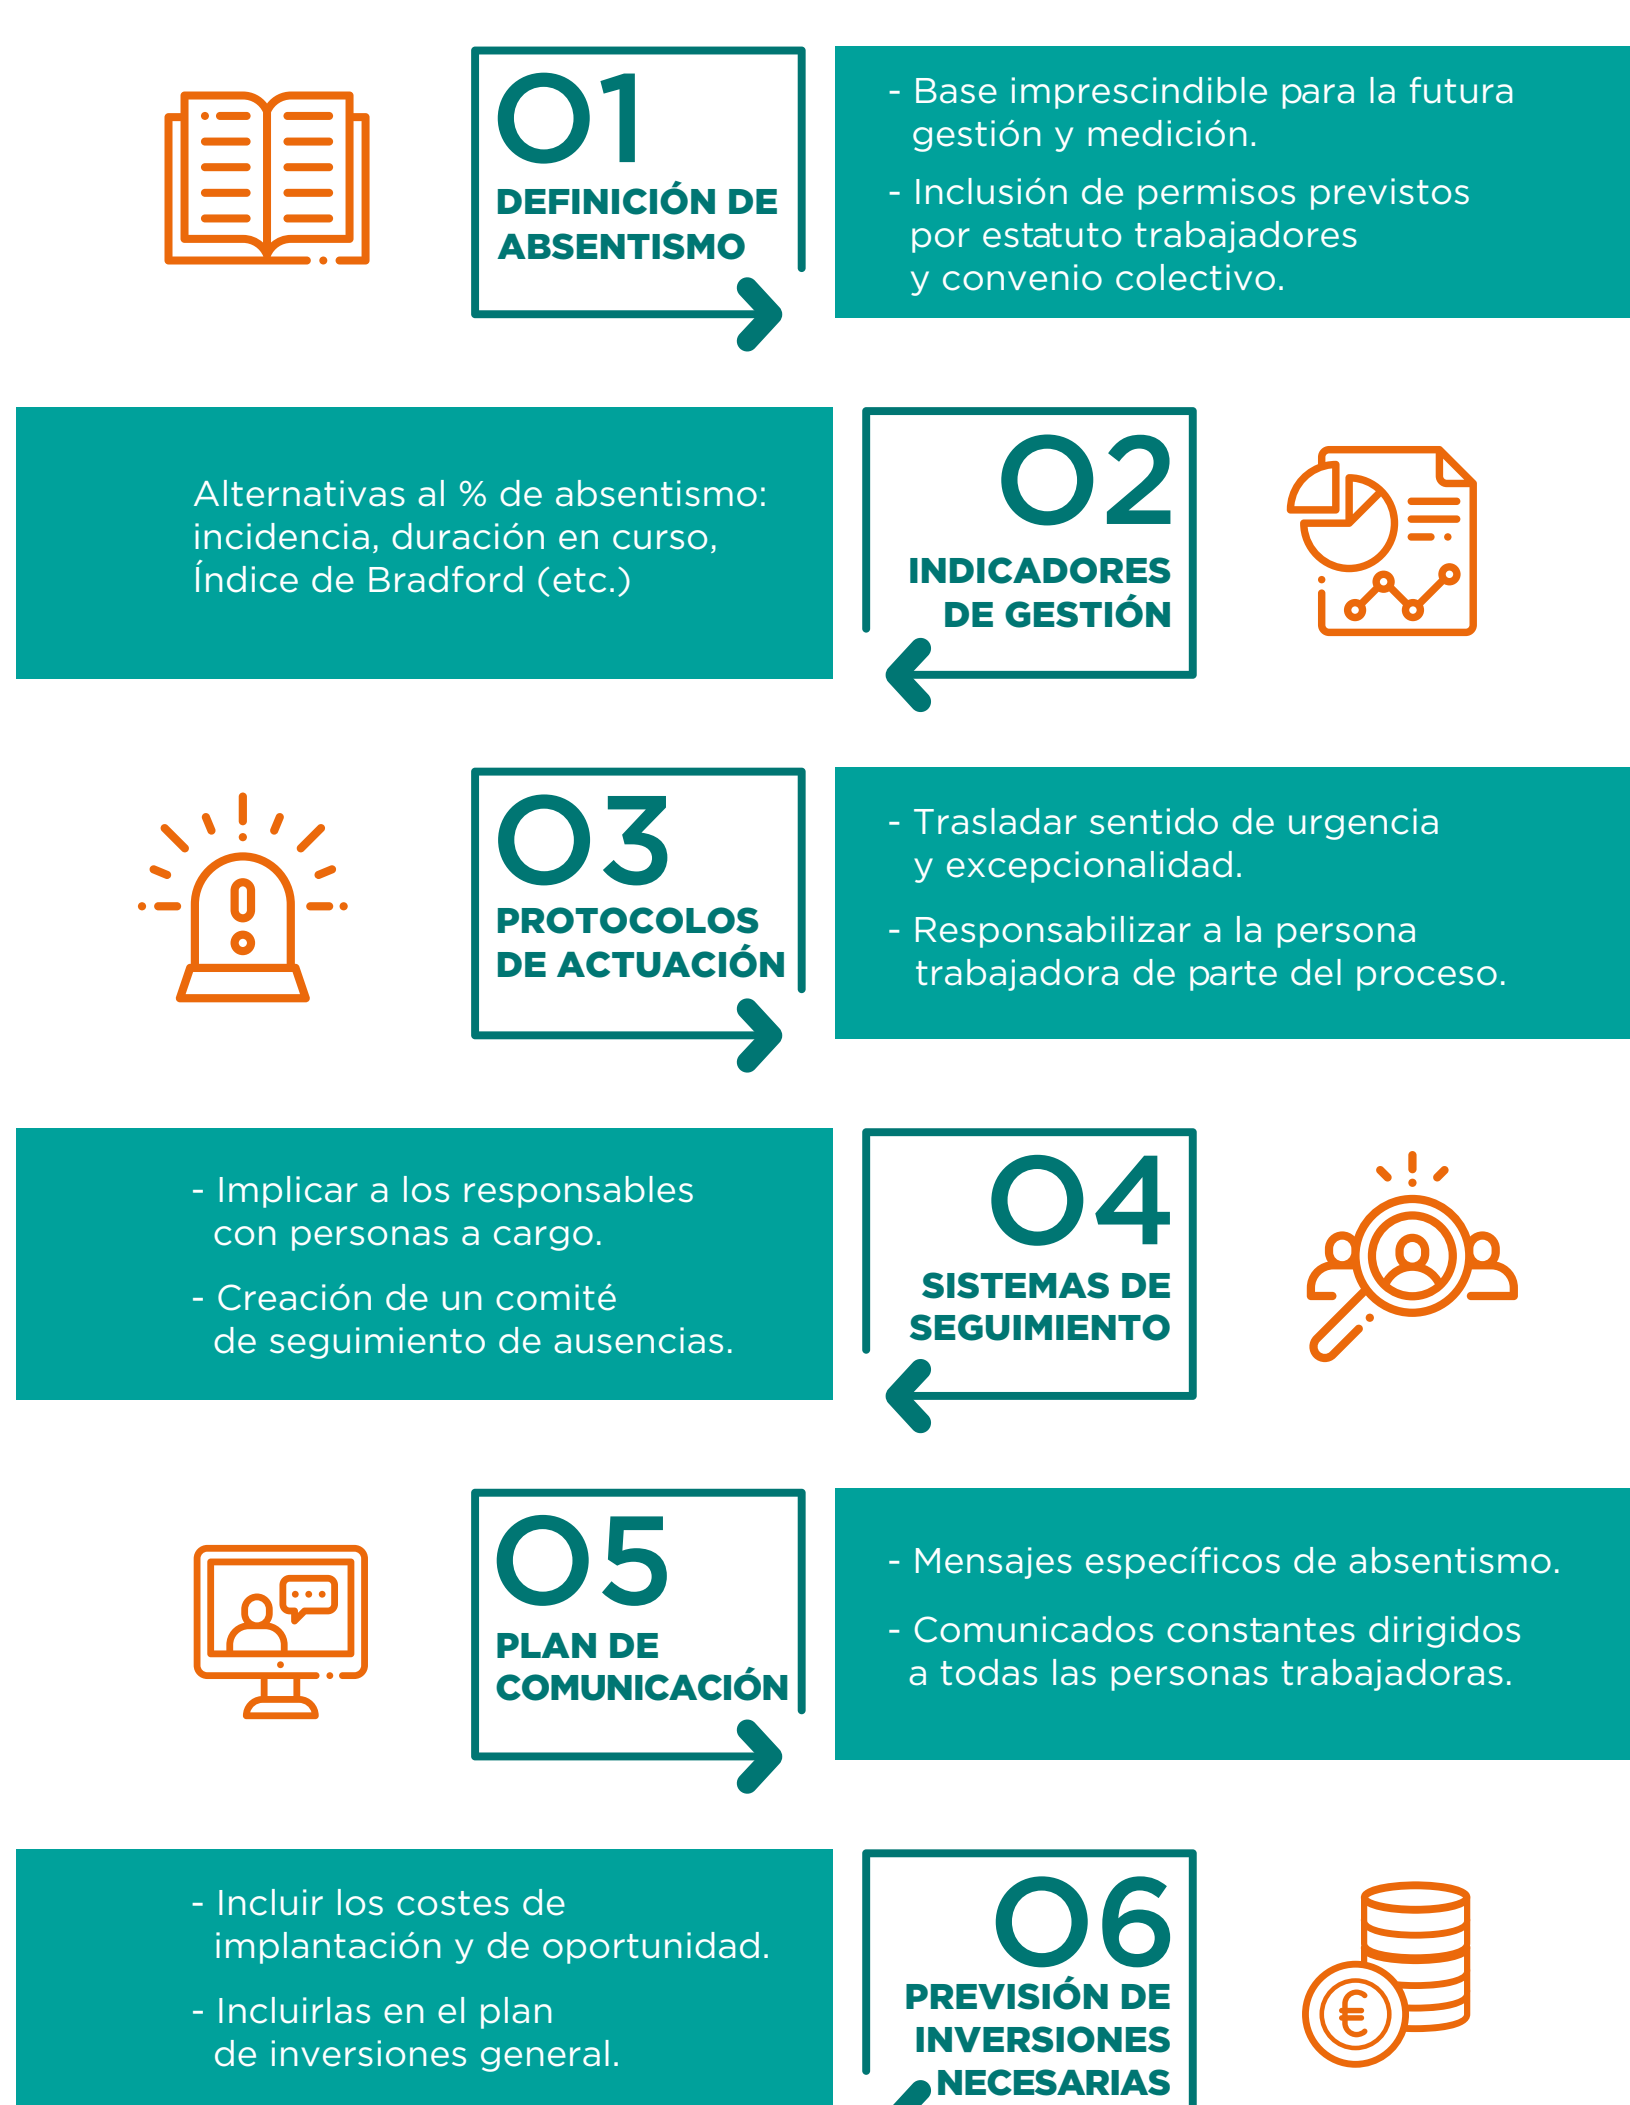 01
DEFINICIÓN DE
ABSENTISMO
- Base imprescindible para la futura
gestión y medición.
- Inclusión de permisos previstos
por estatuto trabajadores
y convenio colectivo.
Alternativas al % de absentismo:
incidencia, duración en curso,
Índice de Bradford (etc.)
02
INDICADORES
DE GESTIÓN
03
PROTOCOLOS
DE ACTUACIÓN
- Trasladar sentido de urgencia
y excepcionalidad.
- Responsabilizar a la persona
trabajadora de parte del proceso.
- Implicar a los responsables
con personas a cargo.
- Creación de un comité
de seguimiento de ausencias.
04
SISTEMAS DE
SEGUIMIENTO
05
PLAN DE
COMUNICACIÓN
- Mensajes específicos de absentismo.
- Comunicados constantes dirigidos
a todas las personas trabajadoras.
- Incluir los costes de
implantación y de oportunidad.
- Incluirlas en el plan
de inversiones general.
06
PREVISIÓN DE
INVERSIONES
NECESARIAS
€